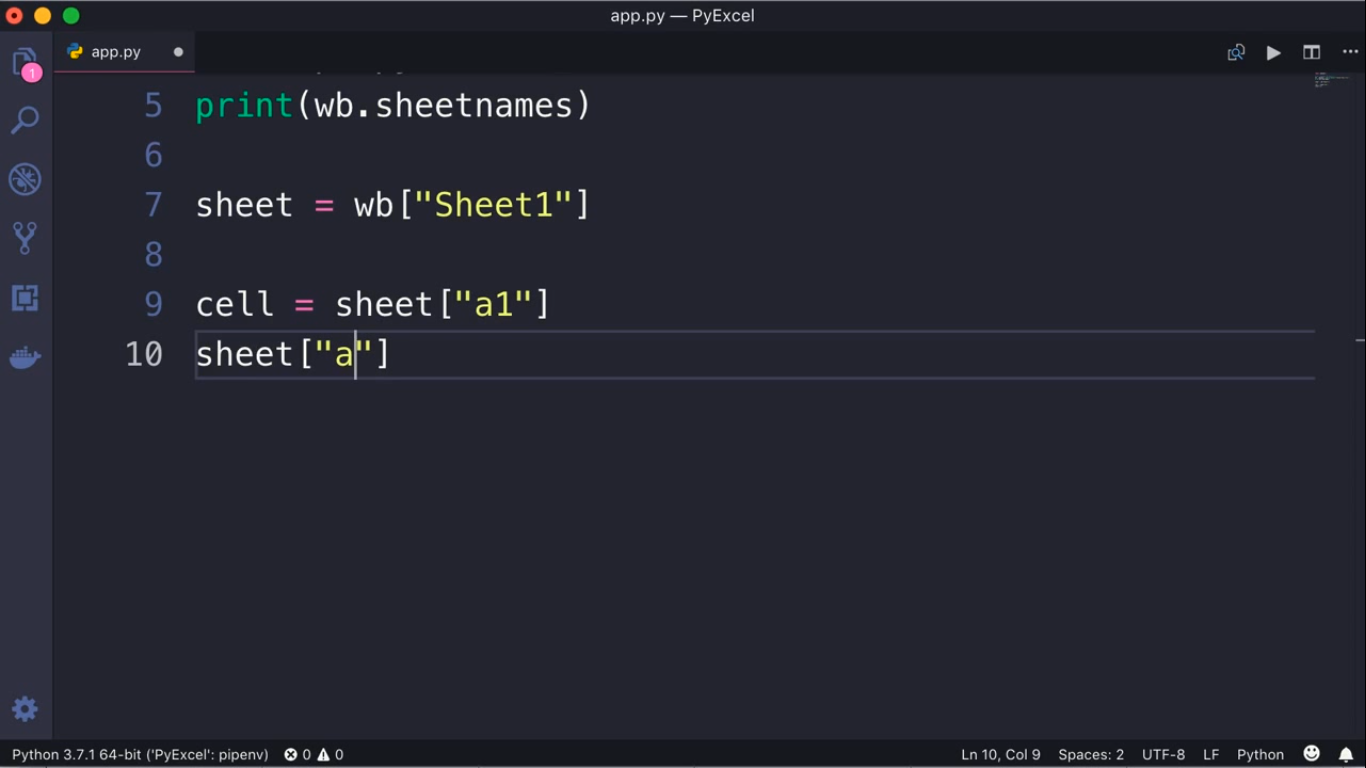 app.py — PyExcel
app.py
1
5 print(wb.sheetnames)
6
7 sheet = wb["Sheet1"]
8
9 cell = sheet["a1"]
10 sheet["a"]
Python 3.7.1 64-bit ('PyExcel': pipenv) 0 0 Ln 10, Col 9 Spaces: 2 UTF-8 LF Python